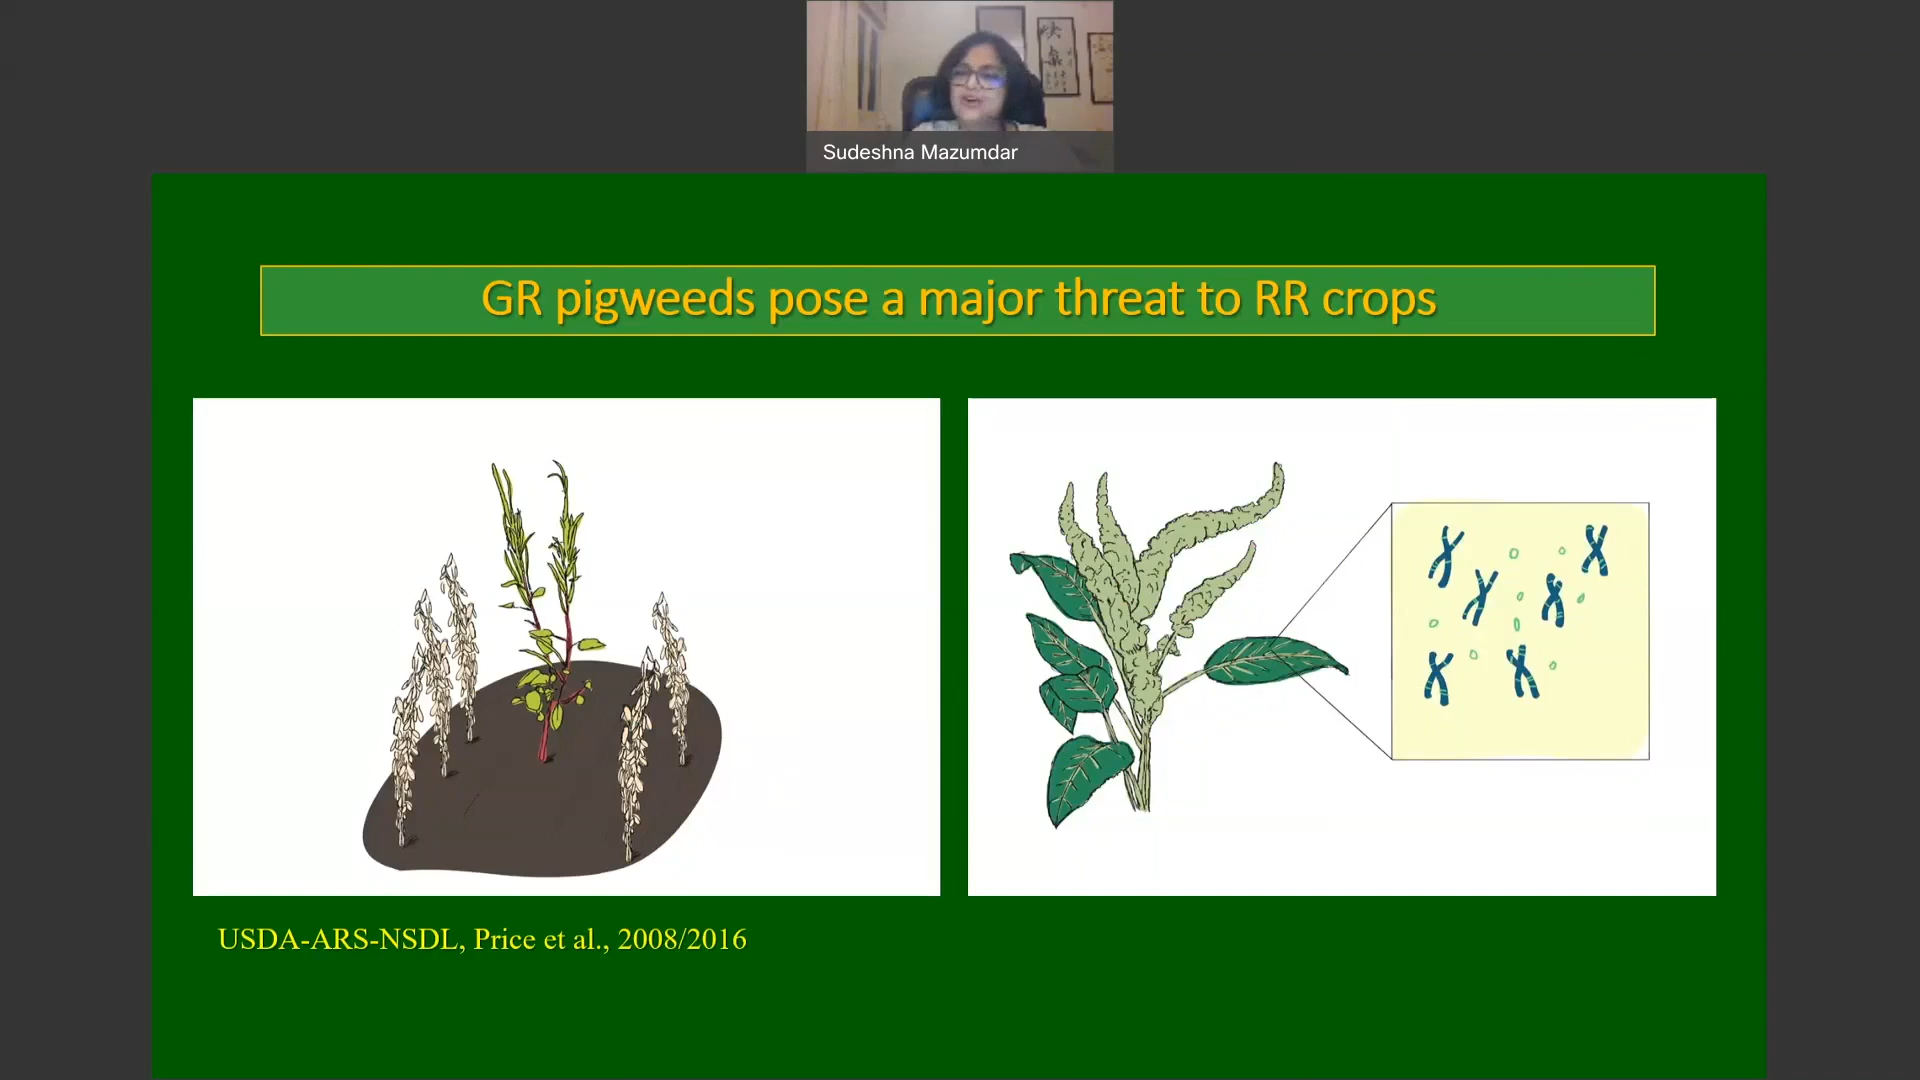 Sudeshna Mazumdar
GR pigweeds pose a major threat to RR crops
USDA-ARS-NSDL, Price et al., 2008/2016